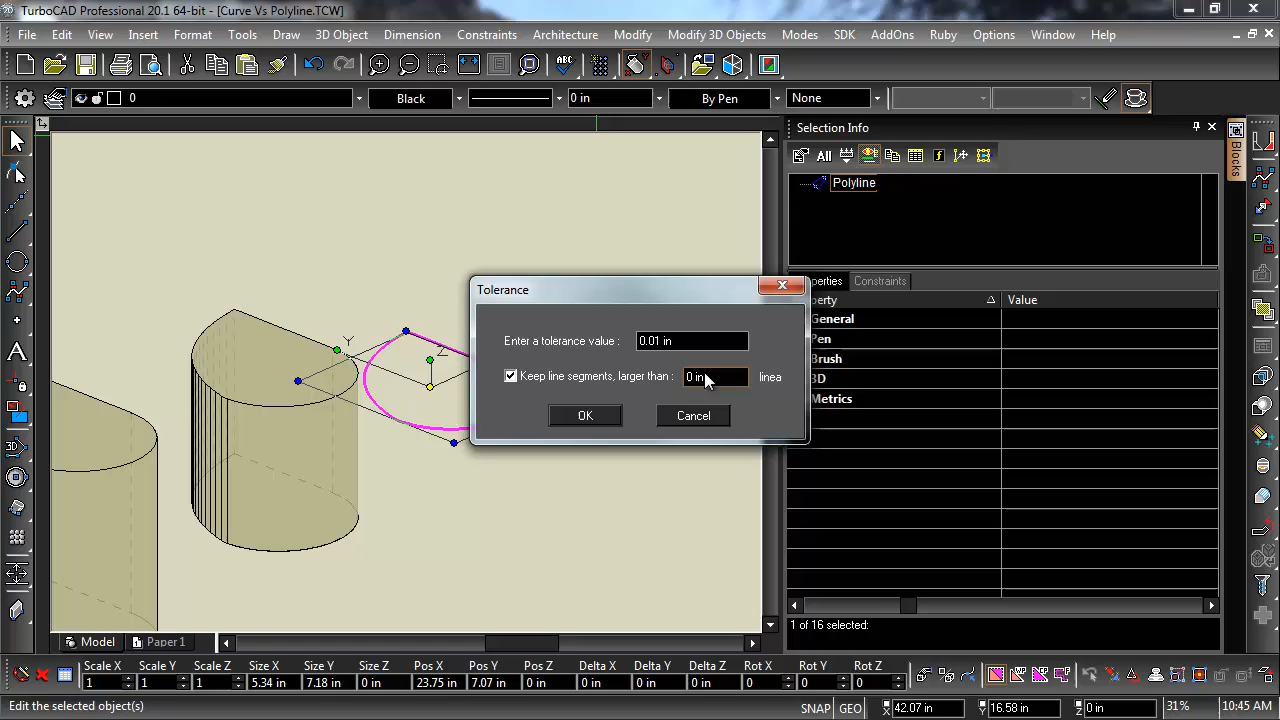 TurboCAD Professional 20.1 64-bit - [Curve Vs Polyline.TCW]
File Edit View Insert Format Tools Draw 3D Object Dimension Constraints Architecture Modify Modify 3D Objects Modes SDK AddOns Ruby Options Window Help
ABC
0 Black 0 in By Pen None
Selection Info
All
Polyline
Blocks
Y
Z
Tolerance
Enter a tolerance value : 0.01 in
Keep line segments, larger than : 0 in linea
OK Cancel
perties Constraints
perty Value
General
Pen
Brush
3D
Metrics
1 of 16 selected:
Model Paper1
Scale X Scale Y Scale Z Size X Size Y Size Z Pos X Pos Y Pos Z Delta X Delta Y Delta Z Rot X Rot Y Rot Z
1 1 1 5.34 in 7.18 in 0 in 23.75 in 7.07 in 0 in 0 in 0 in 0 in 0 0 0
Edit the selected object(s) SNAP GEO X 42.07 in Y 16.58 in Z 0 in 31% 10:45 AM